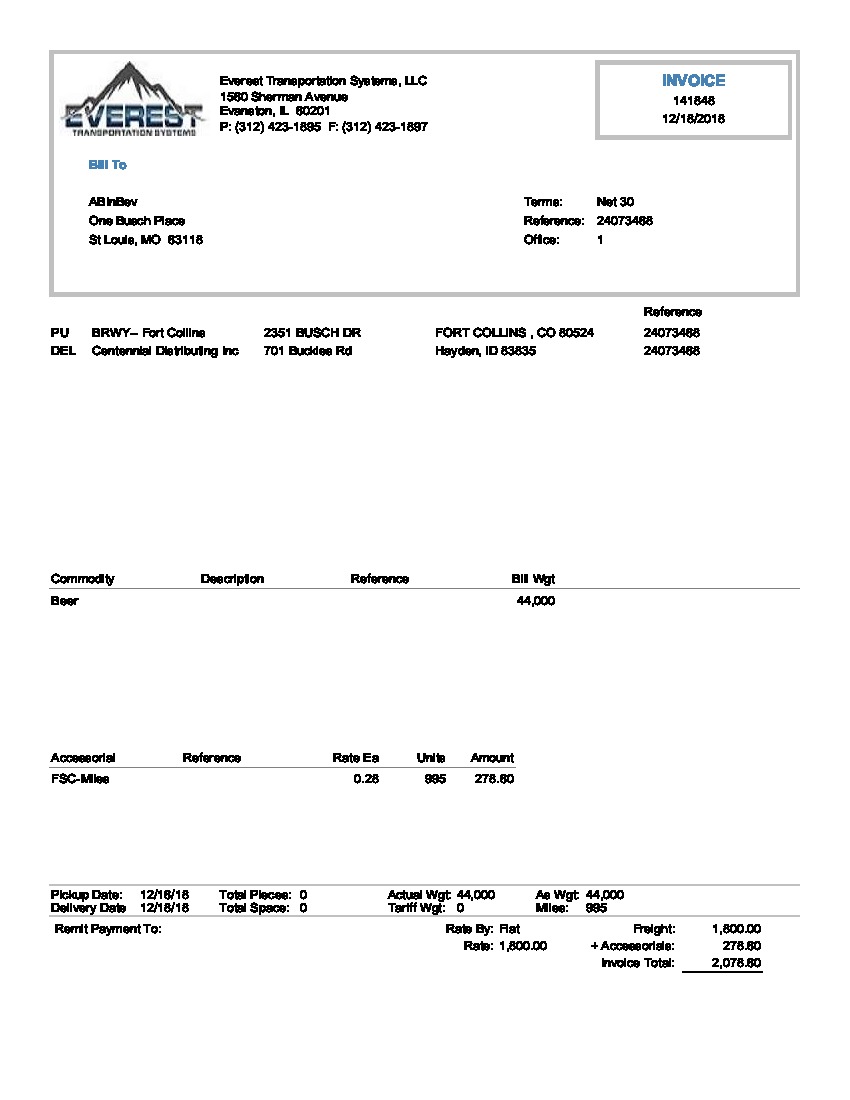 EVEREST
TRANSPORTATION SYSTEMS
Everest Transportation Systems, LLC
1560 Sherman Avenue
Evanston, IL 60201
P: (312) 423-1895 F: (312) 423-1897
INVOICE
141848
12/18/2018
Bill To
ABInBev
One Busch Place
St Louis, MO 63118
Terms: Net 30
Reference: 24073468
Office: 1
Reference
PU BRWY-- Fort Collins 2351 BUSCH DR FORT COLLINS , CO 80524 24073468
DEL Centennial Distributing Inc 701 Buckles Rd Hayden, ID 83835 24073468
Commodity Description Reference Bill Wgt
Beer 44,000
Accessorial Reference Rate Ea Units Amount
FSC-Miles 0.28 995 278.60
Pickup Date: 12/18/18 Total Pieces: 0 Actual Wgt: 44,000 As Wgt: 44,000
Delivery Date 12/18/18 Total Space: 0 Tariff Wgt: 0 Miles: 995
Remit Payment To: Rate By: Flat Freight: 1,800.00
Rate: 1,800.00 + Accessorials: 278.60
Invoice Total: 2,078.60